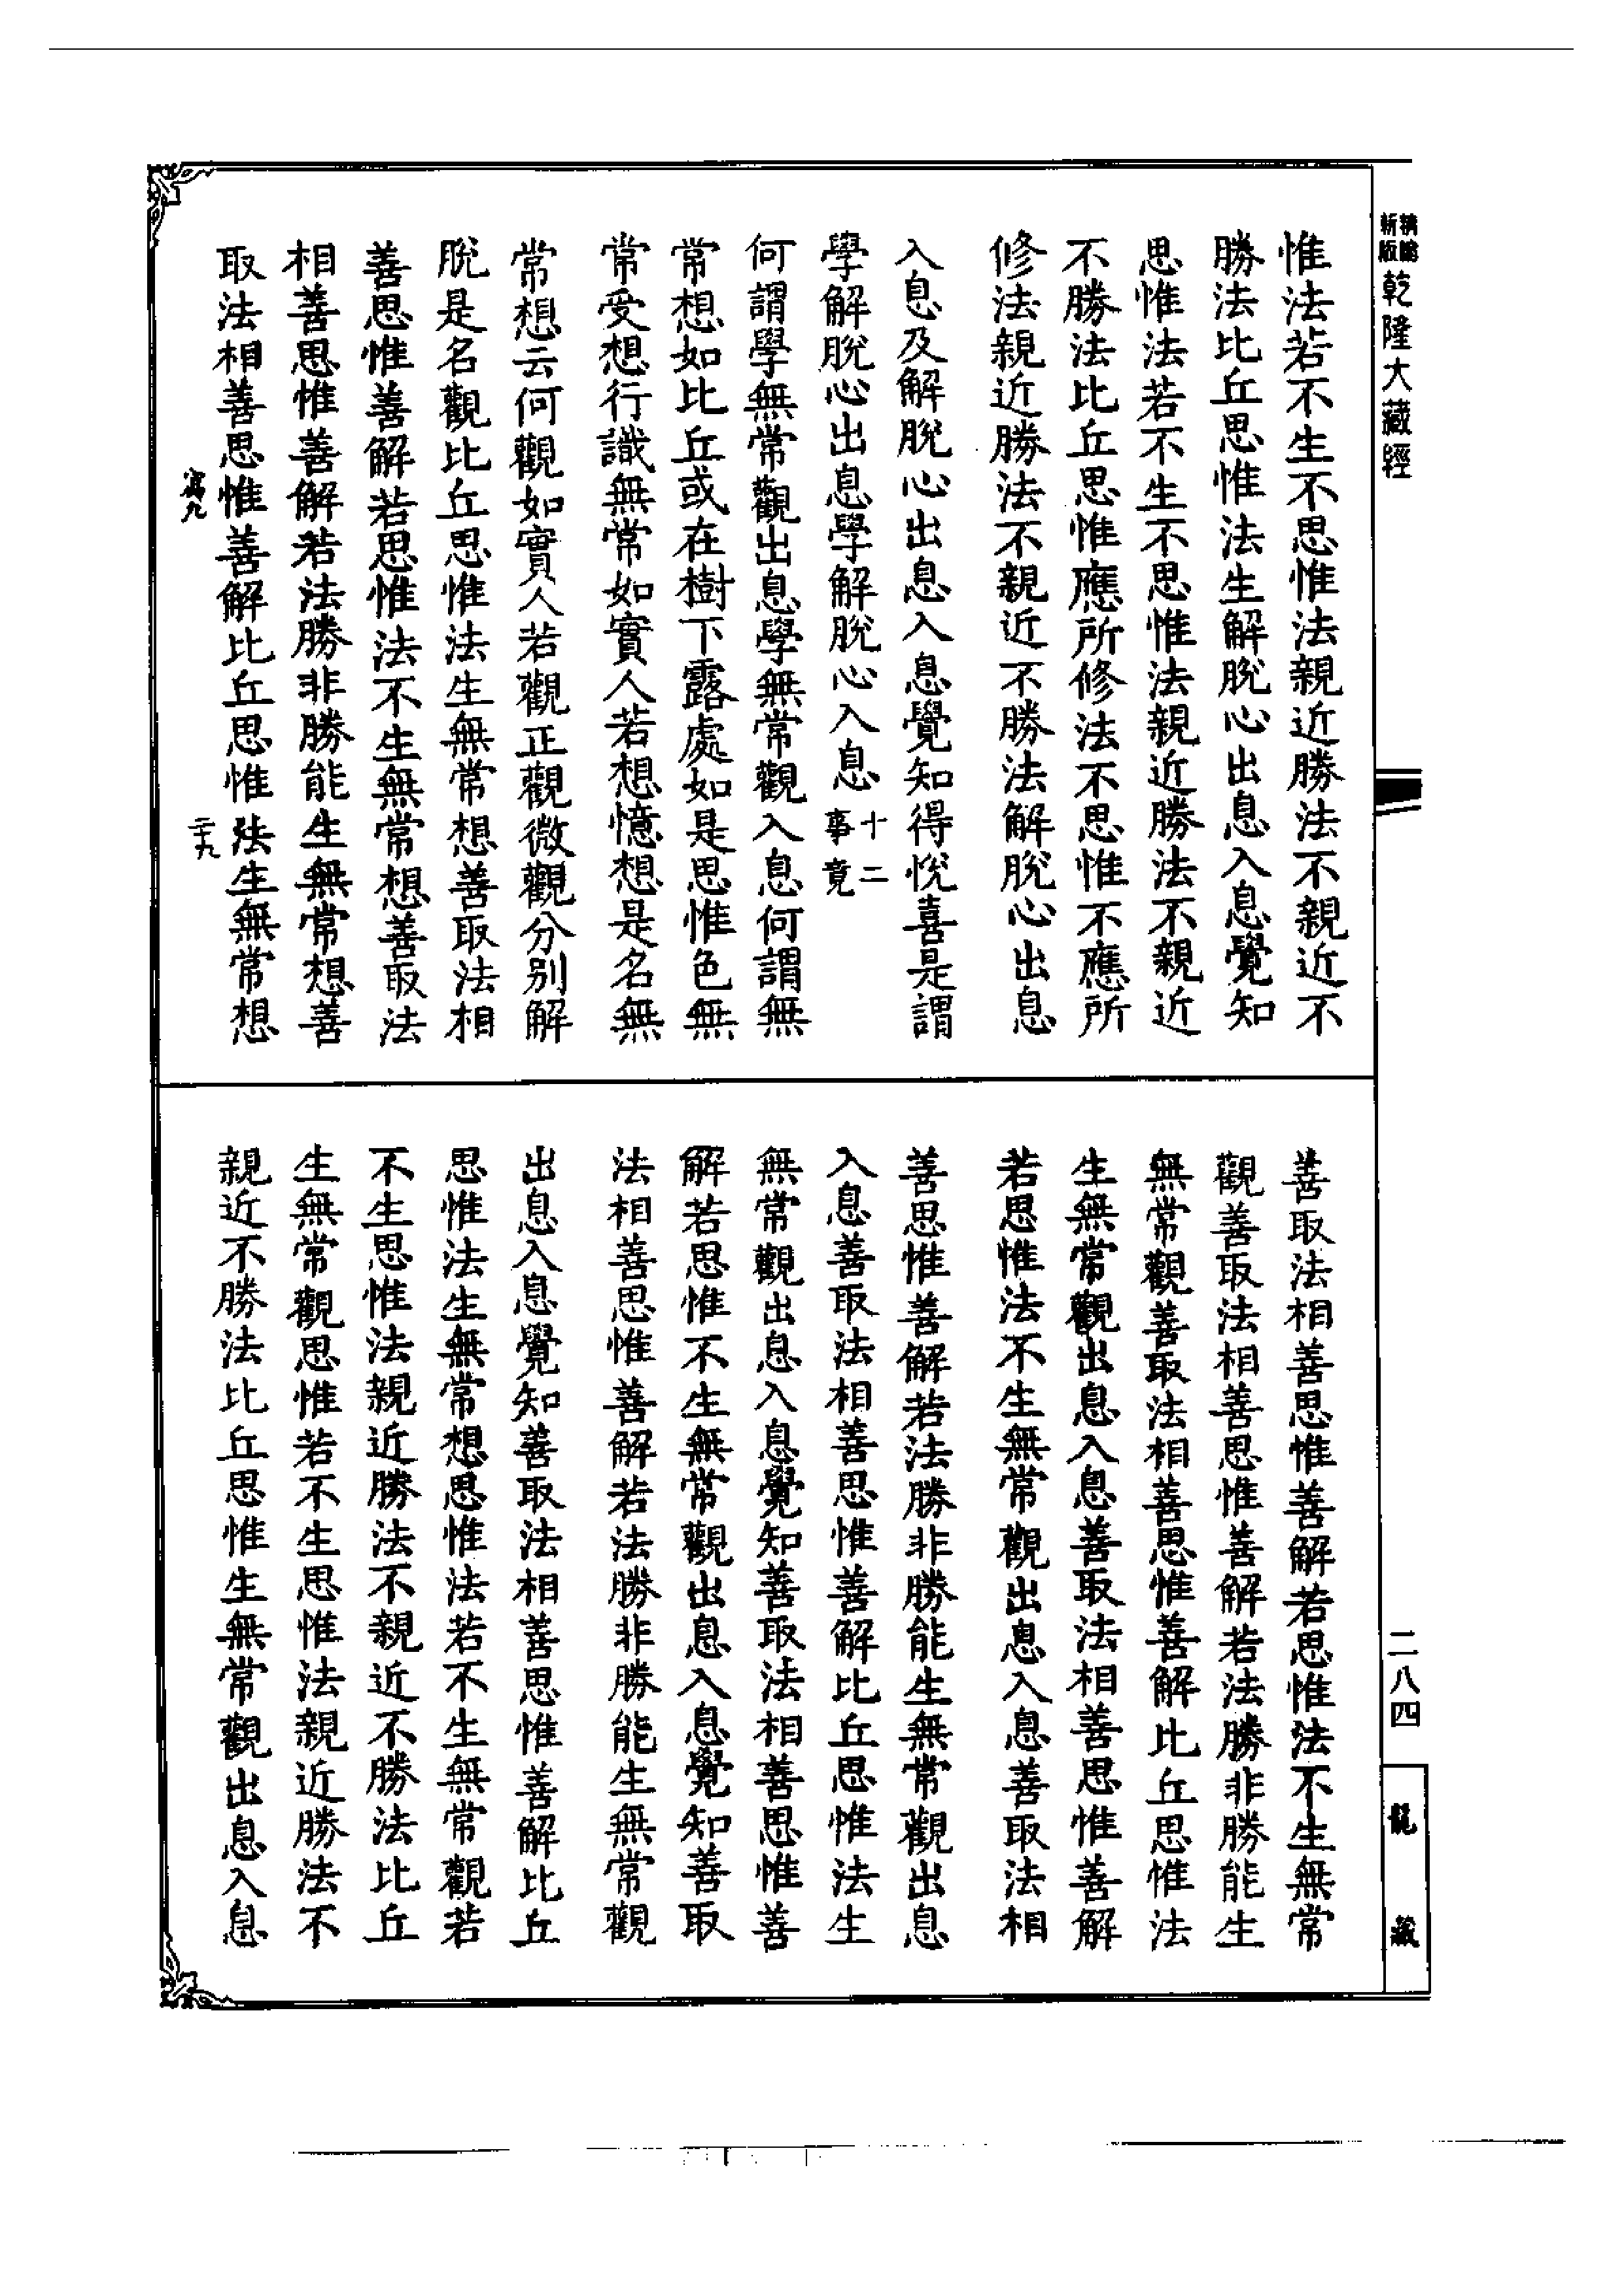 精繕新版乾隆大藏經
惟法若不生不思惟法親近勝法不親近不
勝法比丘思惟法生解脫心出息入息覺知
思惟法若不生不思惟法親近勝法不親近
不勝法比丘思惟應所修法不思惟不應所
修法親近勝法不親近不勝法解脫心出息
入息及解脫心出息入息覺知得悅喜是謂
學解脫心出息學解脫心入息十二事竟
何謂學無常觀出息學無常觀入息何謂無
常想如比丘或在樹下露處如是思惟色無
常受想行識無常如實人若想憶想是名無
常想云何觀如實人若觀正觀微觀分別解
脫是名觀比丘思惟法生無常想善取法相
善思惟善解若思惟法不生無常想善取法
相善思惟善解若法勝非勝能生無常想善
取法相善思惟善解比丘思惟法生無常想
善取法相善思惟善解若思惟法不生無常
觀善取法相善思惟善解若法勝非勝能生
無常觀善取法相善思惟善解比丘思惟法
生無常觀出息入息善取法相善思惟善解
若思惟法不生無常觀出息入息善取法相
善思惟善解若法勝非勝能生無常觀出息
入息善取法相善思惟善解比丘思惟法生
無常觀出息入息覺知善取法相善思惟善
解若思惟不生無常觀出息入息覺知善取
法相善思惟善解若法勝非勝能生無常觀
出息入息覺知善取法相善思惟善解比丘
思惟法生無常想思惟法若不生無常觀若
不生思惟法親近勝法不親近不勝法比丘
生無常觀思惟若不生思惟法親近勝法不
親近不勝法比丘思惟生無常觀出息入息
二八四
龍藏